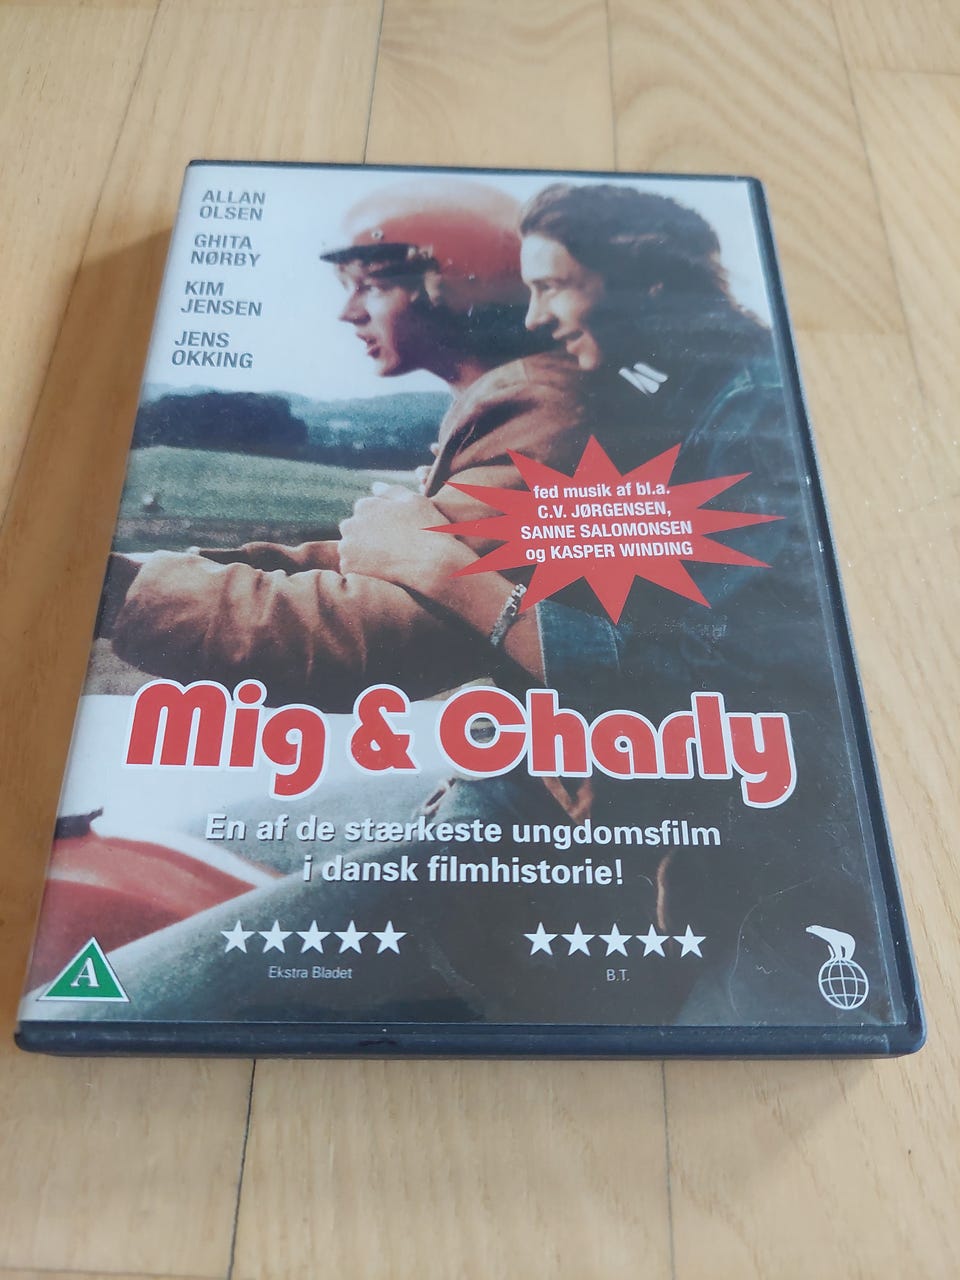 ALLAN
OLSEN
GHITA
NØRBY
KIM
JENSEN
JENS
OKKING
fed musik af bl.a.
C.V. JØRGENSEN,
SANNE SALOMONSEN
og KASPER WINDING
Mig & Charly
En af de stærkeste ungdomsfilm
i dansk filmhistorie!
Ekstra Bladet
B.T.
A